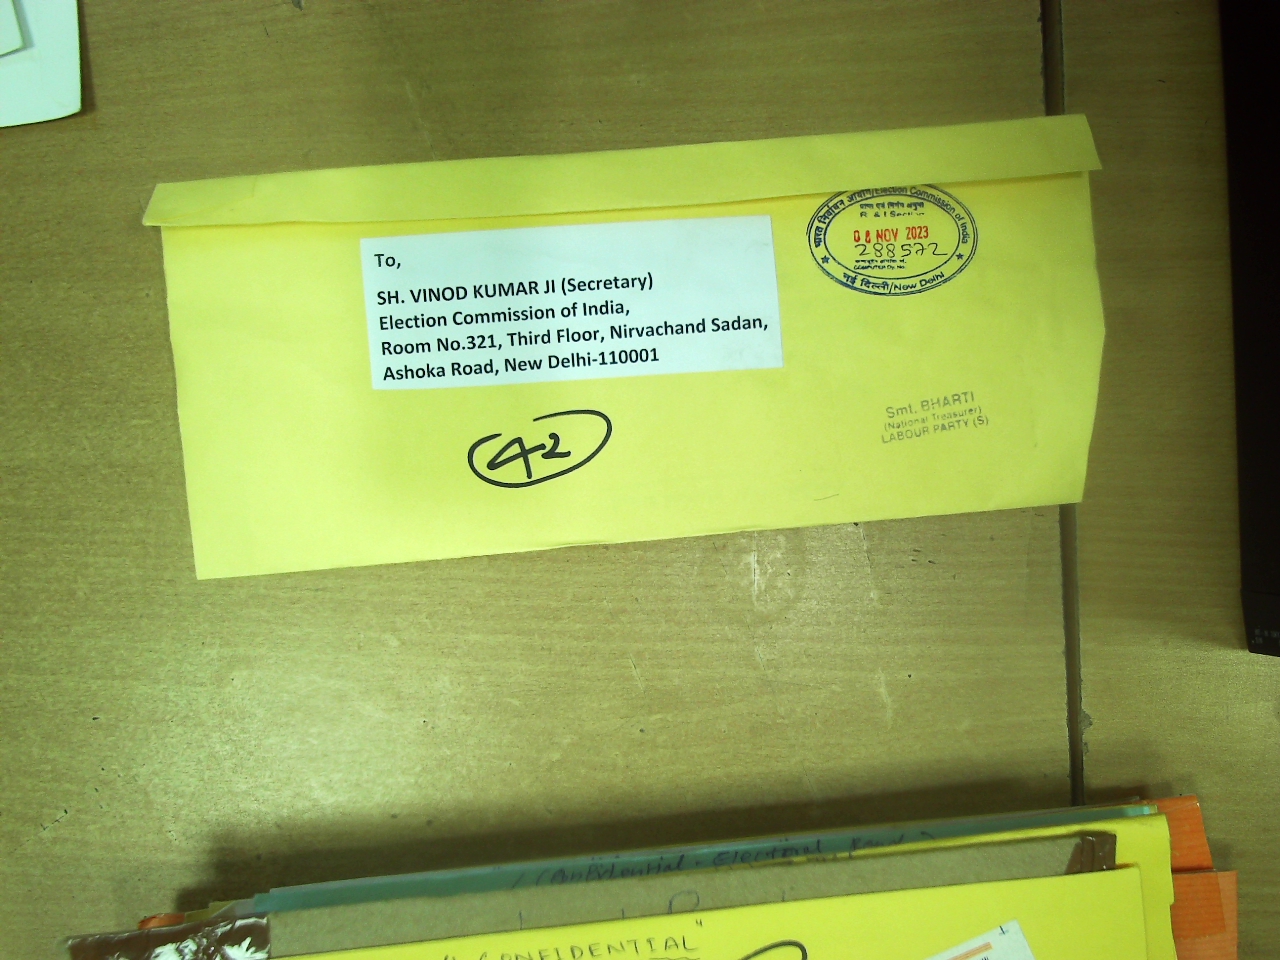 To,
SH. VINOD KUMAR JI (Secretary)
Election Commission of India,
Room No.321, Third Floor, Nirvachand Sadan,
Ashoka Road, New Delhi-110001
42
भारत निर्वाचन आयोग/Election Commission of India
R & I
08 NOV 2023
288572
नई दिल्ली/New Delhi
Smt. BHARTI
(National Treasurer)
LABOUR PARTY (S)
(Confidential - Electoral Bond)
"CONFIDENTIAL"